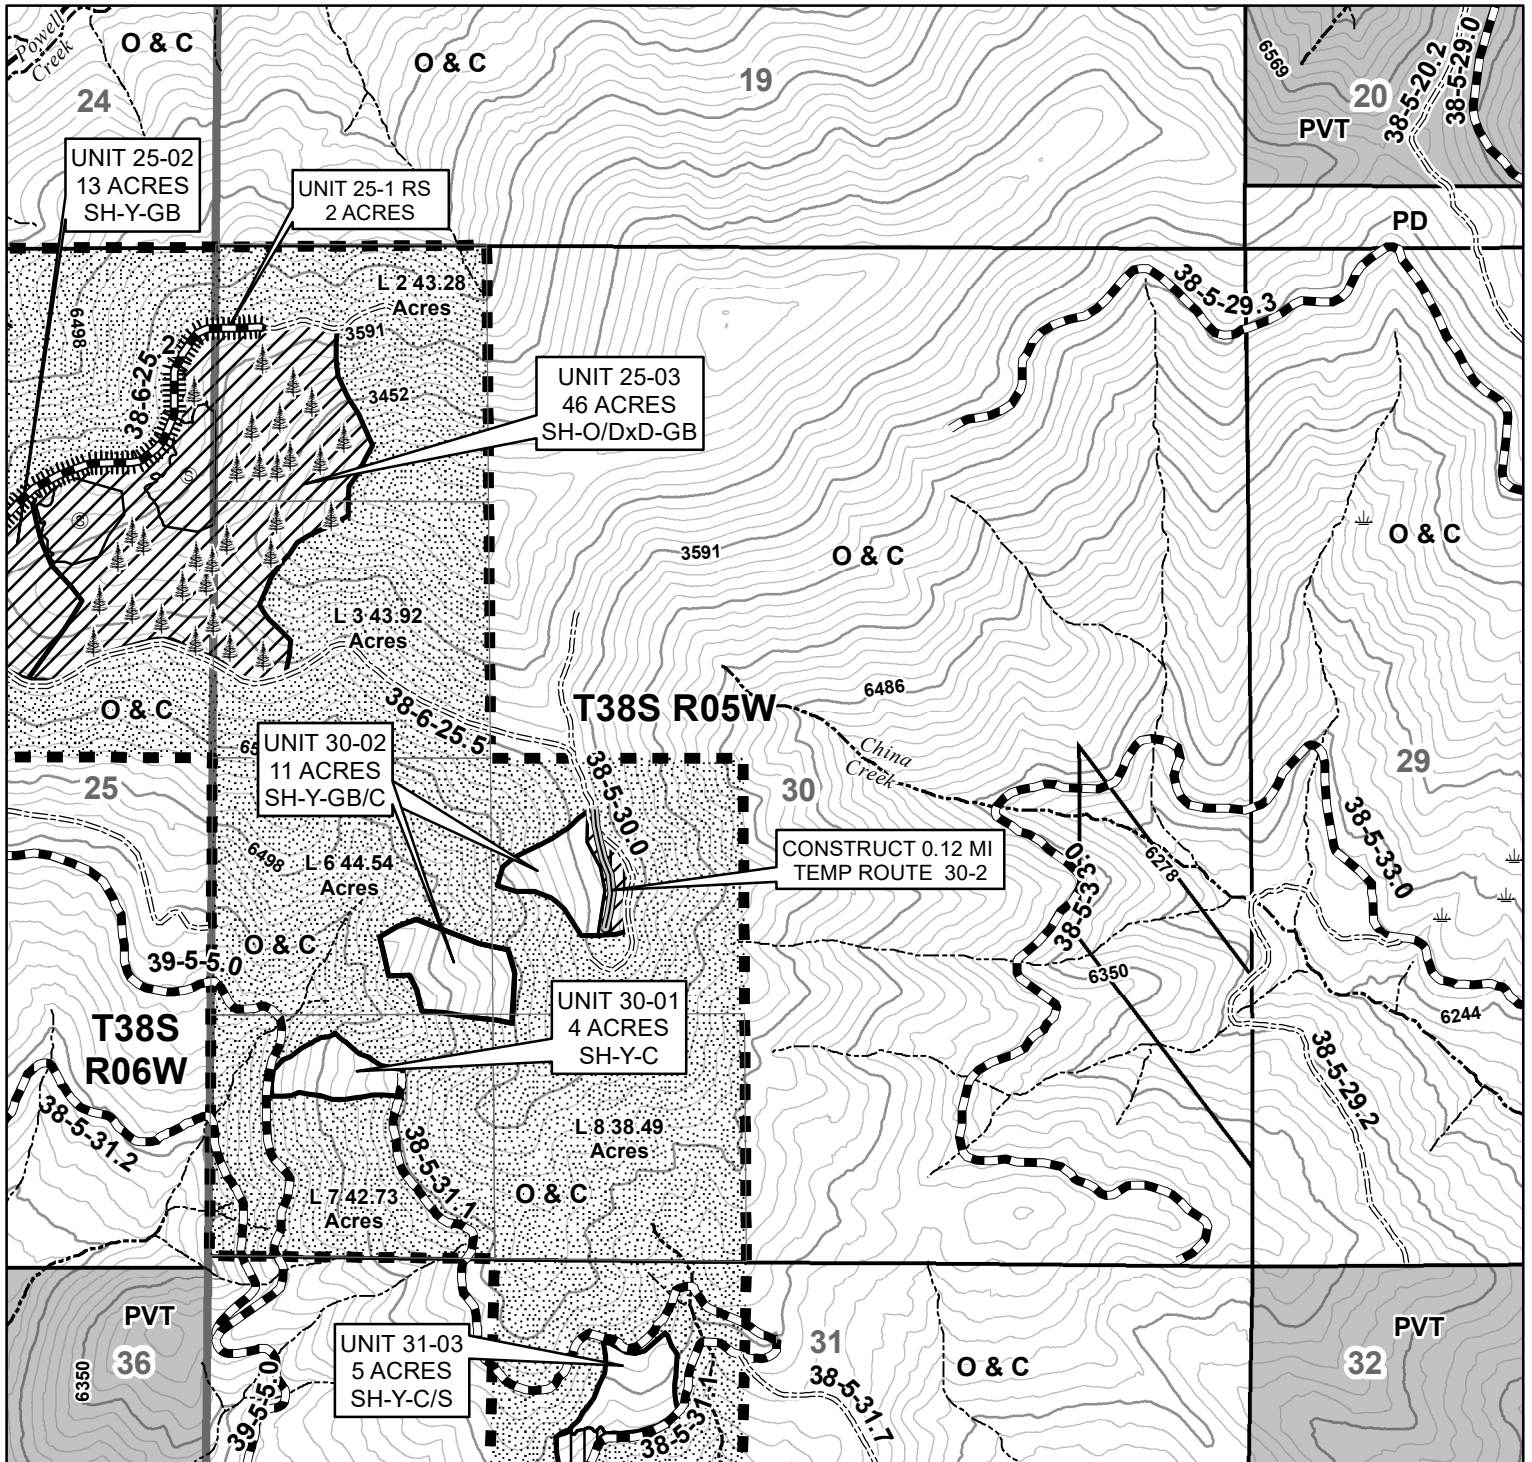 Powell
Creek
O & C
O & C
19
24
6569
20
38-5-20.2
38-5-29.0
PVT
UNIT 25-02
13 ACRES
SH-Y-GB
UNIT 25-1 RS
2 ACRES
PD
L 2 43.28
Acres
38-5-29.3
6498
3591
38-6-25.2
3452
UNIT 25-03
46 ACRES
SH-O/DxD-GB
3591
O & C
O & C
L 3 43.92
Acres
O & C
38-6-25.5
T38S R05W
6486
China
Creek
UNIT 30-02
11 ACRES
SH-Y-GB/C
25
30
29
38-5-30.0
38-5-33.0
6498
L 6 44.54
Acres
CONSTRUCT 0.12 MI
TEMP ROUTE 30-2
6278
38-5-33.0
O & C
39-5-5.0
6350
UNIT 30-01
4 ACRES
SH-Y-C
T38S
R06W
6244
38-5-29.2
38-5-31.2
L 8 38.49
Acres
38-5-31.1
L 7 42.73
Acres
O & C
PVT
36
6350
39-5-5.0
UNIT 31-03
5 ACRES
SH-Y-C/S
31
38-5-31.7
38-5-31.1
O & C
PVT
32